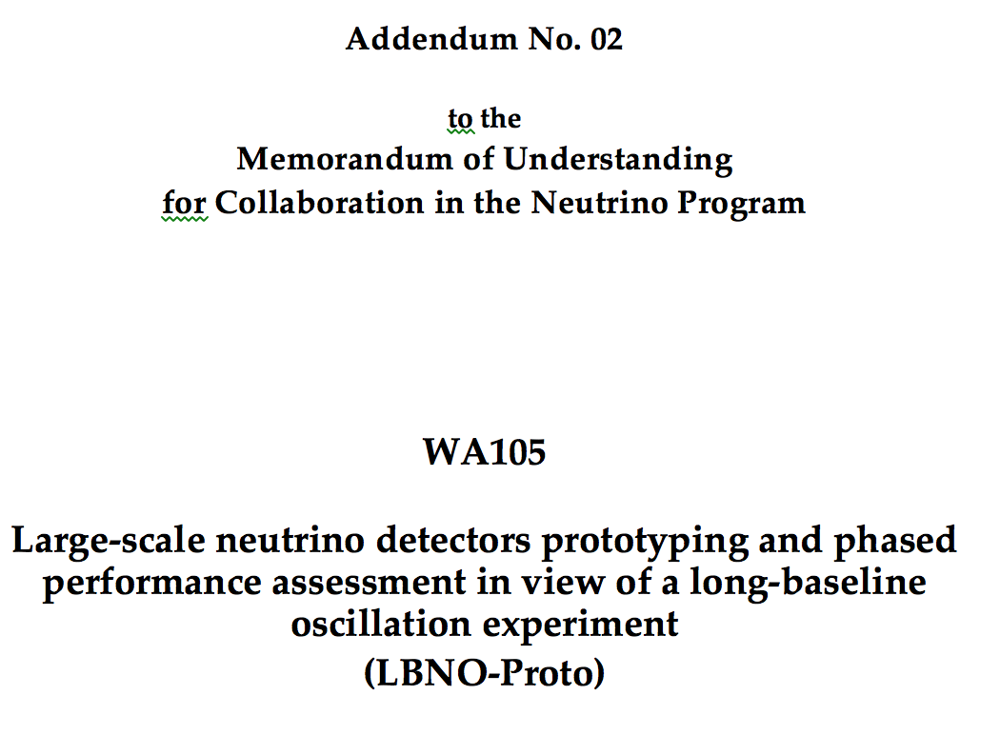 Addendum No. 02
to the
Memorandum of Understanding
for Collaboration in the Neutrino Program
WA105
Large-scale neutrino detectors prototyping and phased
performance assessment in view of a long-baseline
oscillation experiment
(LBNO-Proto)